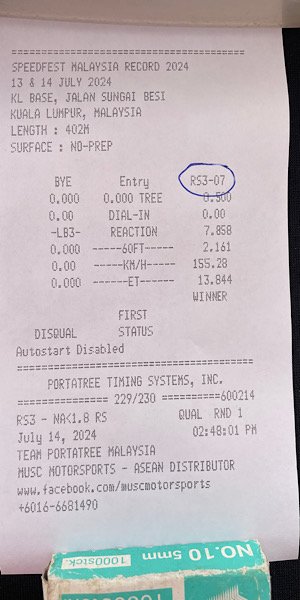 =====================================
SPEEDFEST MALAYSIA RECORD 2024
13 & 14 JULY 2024
KL BASE, JALAN SUNGAI BESI
KUALA LUMPUR, MALAYSIA
LENGTH : 402M
SURFACE : NO-PREP
BYE Entry RS3-07
0.000 0.000 TREE 0.500
0.00 DIAL-IN 0.00
-LB3- REACTION 7.858
0.000 -----60FT----- 2,161
0.00 -----KM/H----- 155.28
0.000 ------ET------ 13.844
WINNER
FIRST
DISQUAL STATUS
Autostart Disabled
=====================================
PORTATREE TIMING SYSTEMS, INC.
=============== 229/230 ==========600214
RS3 - NA<1.8 RS QUAL RND 1
July 14, 2024 02:48:01 PM
TEAM PORTATREE MALAYSIA
MUSC MOTORSPORTS - ASEAN DISTRIBUTOR
www.facebook.com/muscmotorsports
+6016-6681490
NO.10 5mm
1000STCK.